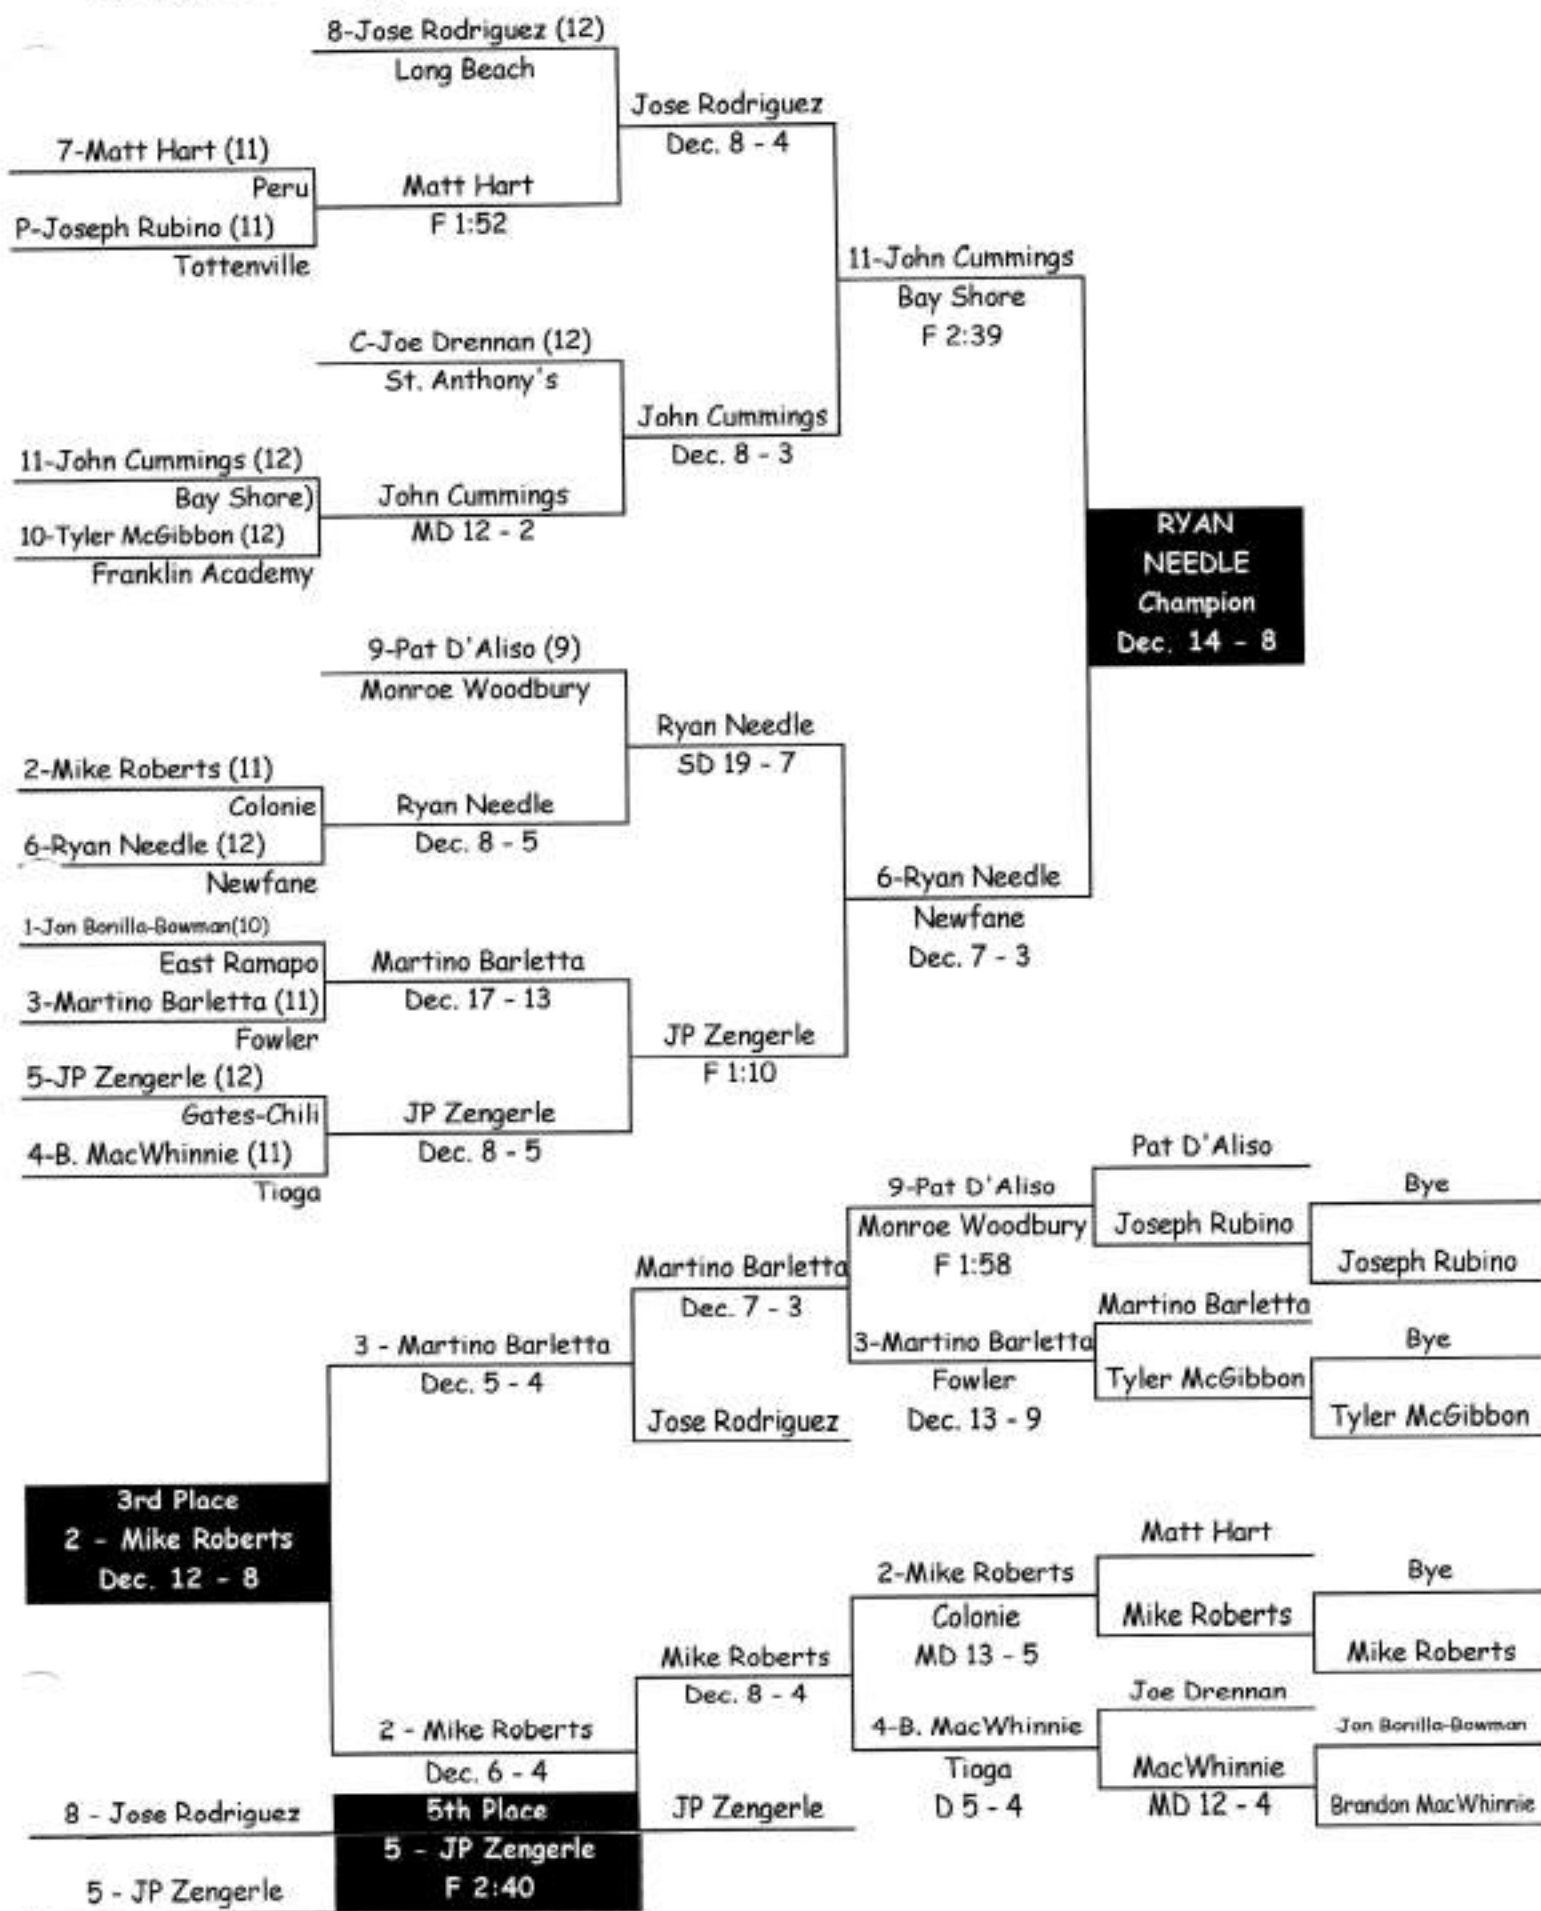 8-Jose Rodriguez (12)
Long Beach
Jose Rodriguez
Dec. 8 - 4
7-Matt Hart (11)
Peru
Matt Hart
F 1:52
P-Joseph Rubino (11)
Tottenville
11-John Cummings
Bay Shore
F 2:39
C-Joe Drennan (12)
St. Anthony's
John Cummings
Dec. 8 - 3
11-John Cummings (12)
Bay Shore)
John Cummings
MD 12 - 2
10-Tyler McGibbon (12)
Franklin Academy
RYAN
NEEDLE
Champion
Dec. 14 - 8
9-Pat D'Aliso (9)
Monroe Woodbury
Ryan Needle
SD 19 - 7
2-Mike Roberts (11)
Colonie
Ryan Needle
Dec. 8 - 5
6-Ryan Needle (12)
Newfane
6-Ryan Needle
Newfane
Dec. 7 - 3
1-Jon Bonilla-Bowman(10)
East Ramapo
Martino Barletta
Dec. 17 - 13
3-Martino Barletta (11)
Fowler
JP Zengerle
F 1:10
5-JP Zengerle (12)
Gates-Chili
JP Zengerle
Dec. 8 - 5
4-B. MacWhinnie (11)
Tioga
Pat D'Aliso
9-Pat D'Aliso
Bye
Monroe Woodbury
Joseph Rubino
F 1:58
Joseph Rubino
Martino Barletta
Dec. 7 - 3
Martino Barletta
3 - Martino Barletta
Dec. 5 - 4
3-Martino Barletta
Bye
Fowler
Tyler McGibbon
Jose Rodriguez
Dec. 13 - 9
Tyler McGibbon
3rd Place
2 - Mike Roberts
Dec. 12 - 8
Matt Hart
2-Mike Roberts
Bye
Colonie
Mike Roberts
MD 13 - 5
Mike Roberts
Mike Roberts
Dec. 8 - 4
Joe Drennan
2 - Mike Roberts
Dec. 6 - 4
4-B. MacWhinnie
Jon Bonilla-Bowman
Tioga
MacWhinnie
D 5 - 4
MD 12 - 4
Brandon MacWhinnie
8 - Jose Rodriguez
5th Place
JP Zengerle
5 - JP Zengerle
F 2:40
5 - JP Zengerle